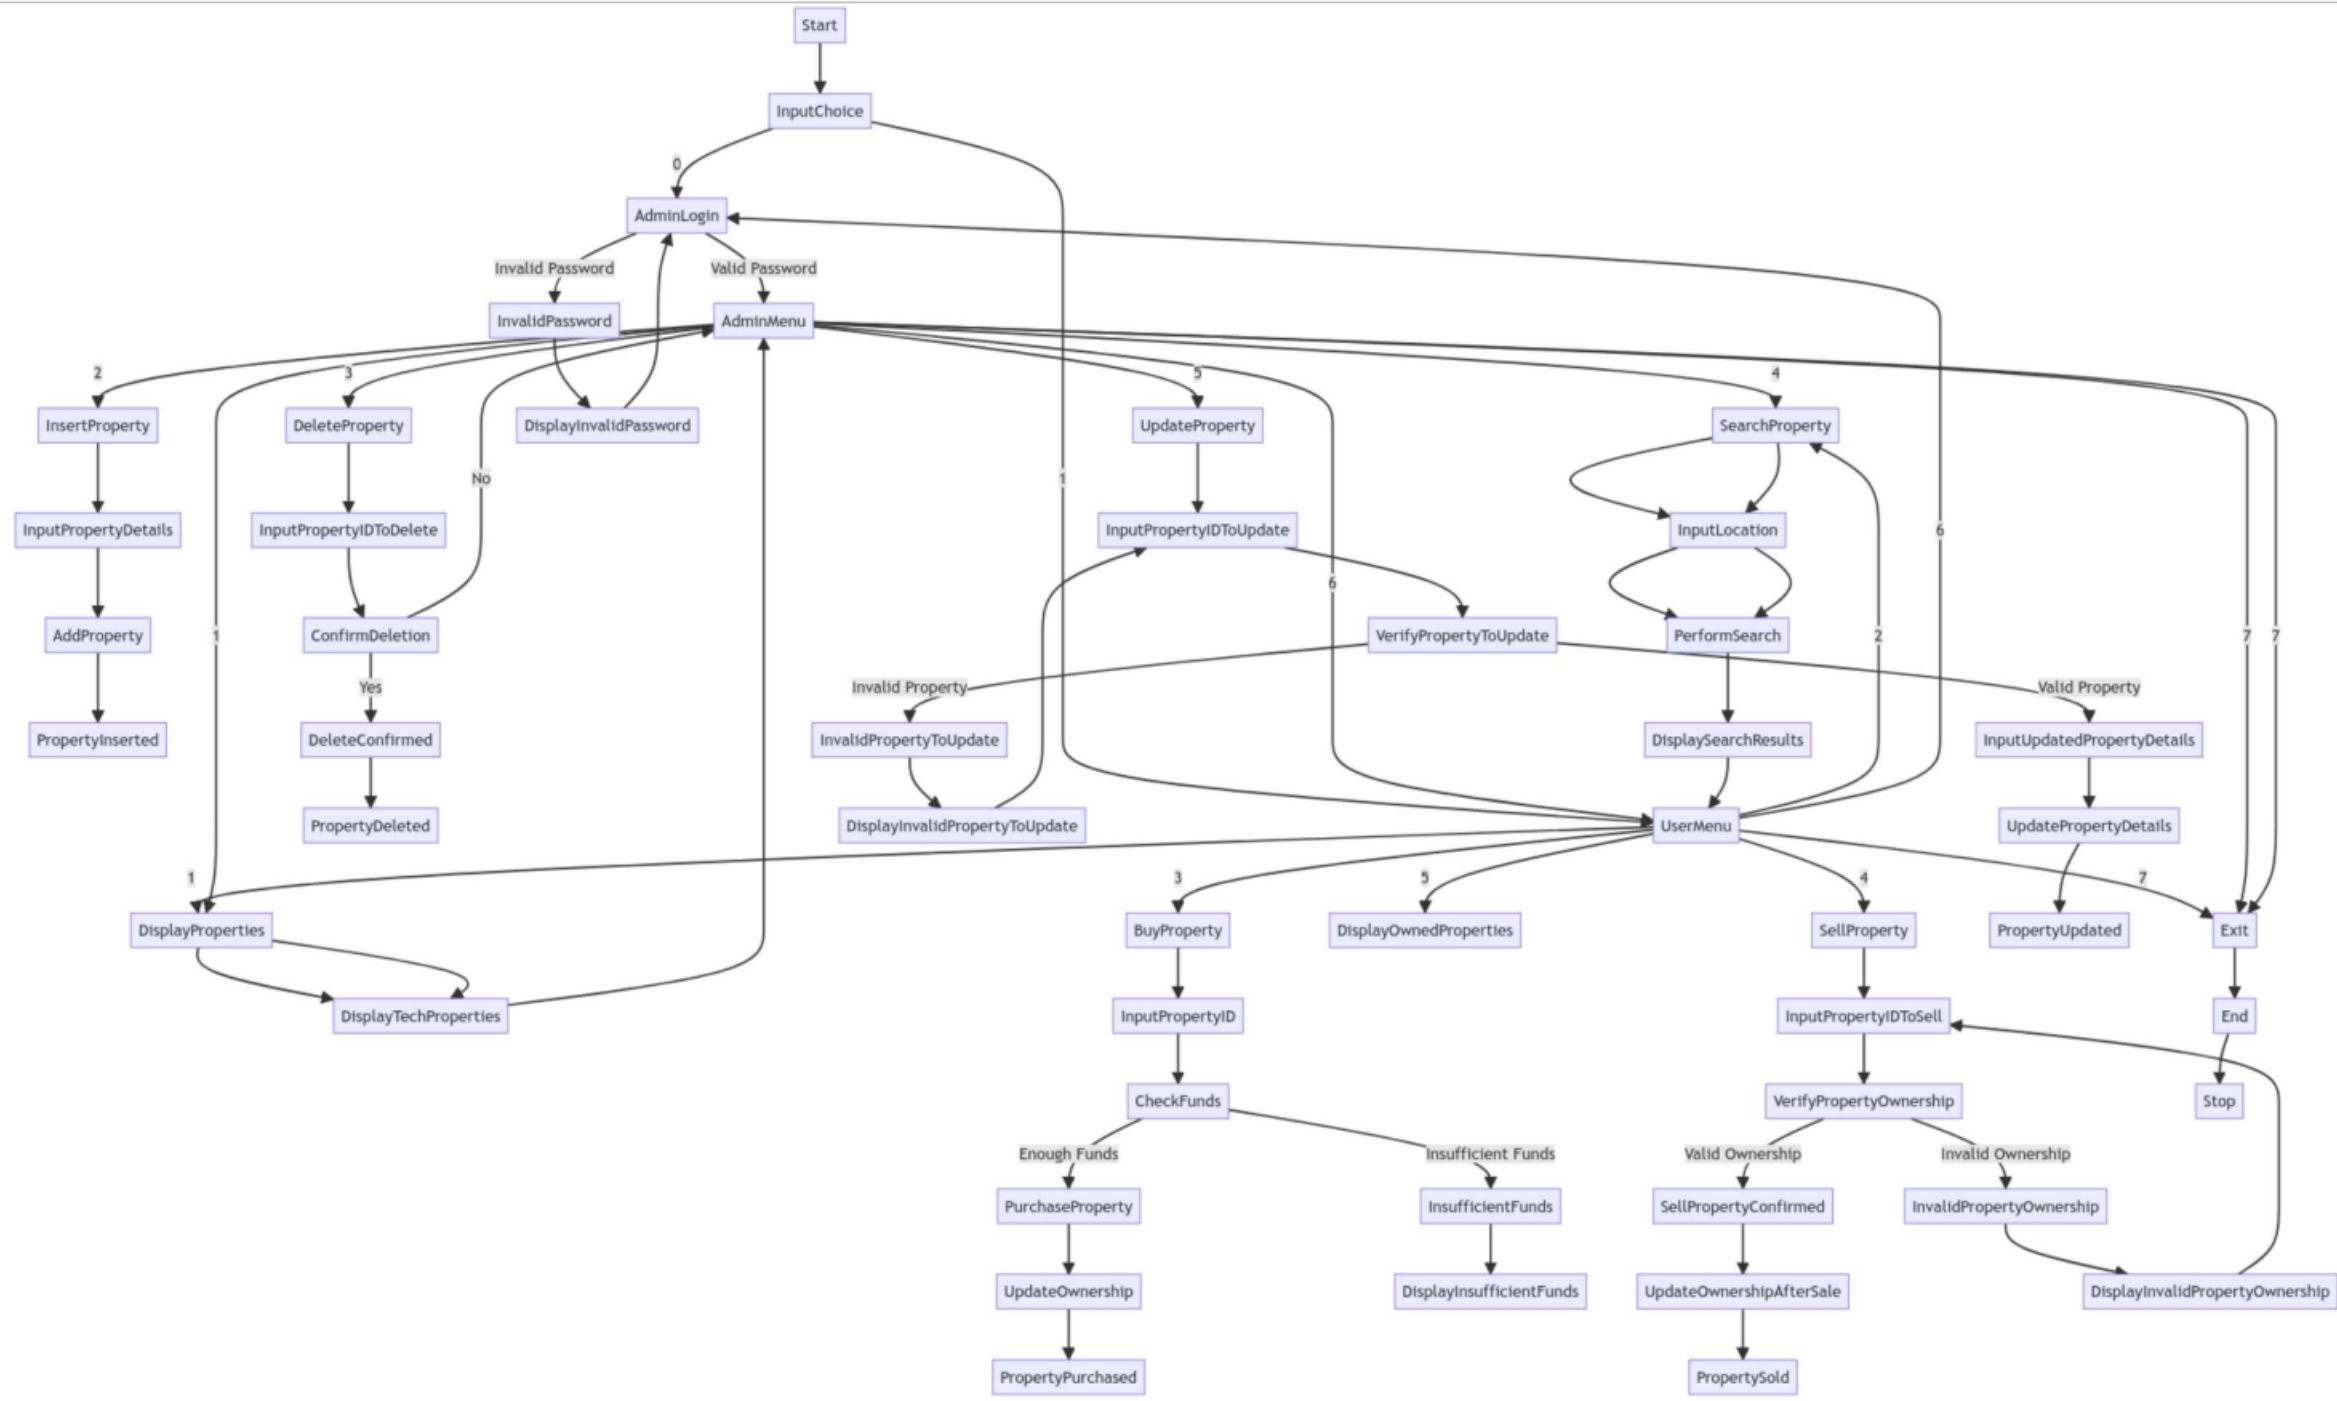 Start
InputChoice
0
AdminLogin
Invalid Password
Valid Password
InvalidPassword
AdminMenu
2
3
5
4
InsertProperty
DeleteProperty
DisplayInvalidPassword
UpdateProperty
SearchProperty
No
1
InputPropertyDetails
InputPropertyIDToDelete
InputPropertyIDToUpdate
InputLocation
6
6
AddProperty
1
ConfirmDeletion
VerifyPropertyToUpdate
PerformSearch
2
7
7
Yes
Invalid Property
Valid Property
PropertyInserted
DeleteConfirmed
InvalidPropertyToUpdate
DisplaySearchResults
InputUpdatedPropertyDetails
PropertyDeleted
DisplayInvalidPropertyToUpdate
UserMenu
UpdatePropertyDetails
1
3
5
4
7
DisplayProperties
BuyProperty
DisplayOwnedProperties
SellProperty
PropertyUpdated
Exit
DisplayTechProperties
InputPropertyID
InputPropertyIDToSell
End
CheckFunds
VerifyPropertyOwnership
Stop
Enough Funds
Insufficient Funds
Valid Ownership
Invalid Ownership
PurchaseProperty
InsufficientFunds
SellPropertyConfirmed
InvalidPropertyOwnership
UpdateOwnership
DisplayInsufficientFunds
UpdateOwnershipAfterSale
DisplayInvalidPropertyOwnership
PropertyPurchased
PropertySold